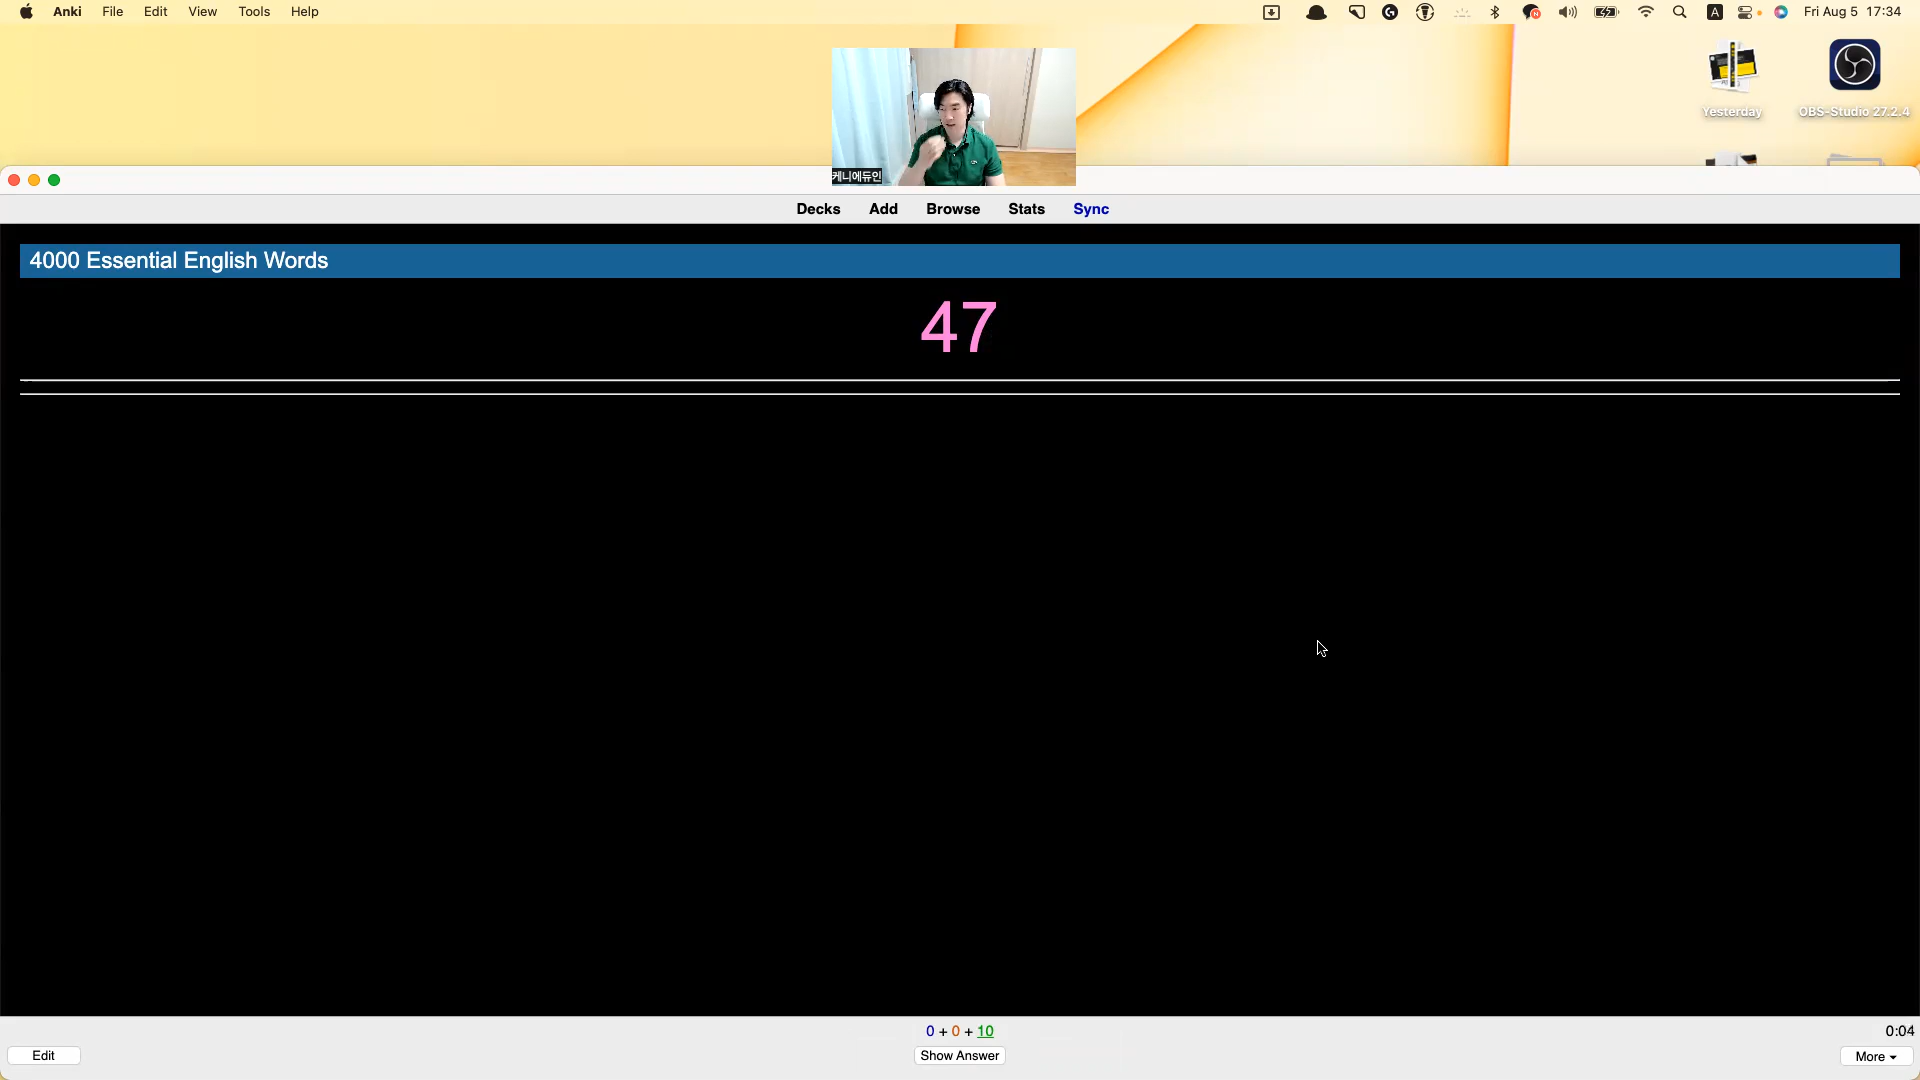 Anki File Edit View Tools Help
A
Fri Aug 5 17:34
Yesterday
OBS-Studio 27.2.4
케니에듀인
Decks Add Browse Stats Sync
4000 Essential English Words
47
0 + 0 + 10
0:04
Edit
Show Answer
More